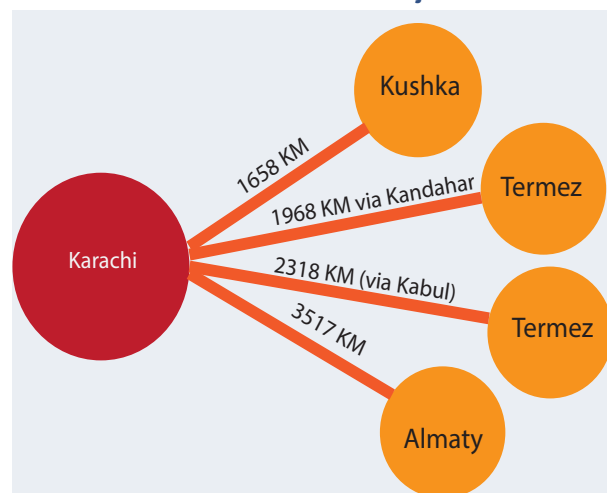 Kushka
1658 KM
1968 KM via Kandahar
Termez
Karachi
2318 KM (via Kabul)
Termez
3517 KM
Almaty